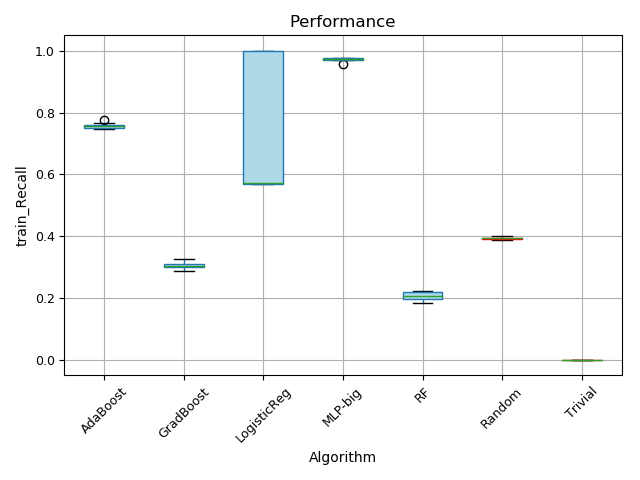 Performance
train_Recall
1.0
0.8
0.6
0.4
0.2
0.0
AdaBoost
GradBoost
LogisticReg
MLP-big
RF
Random
Trivial
Algorithm